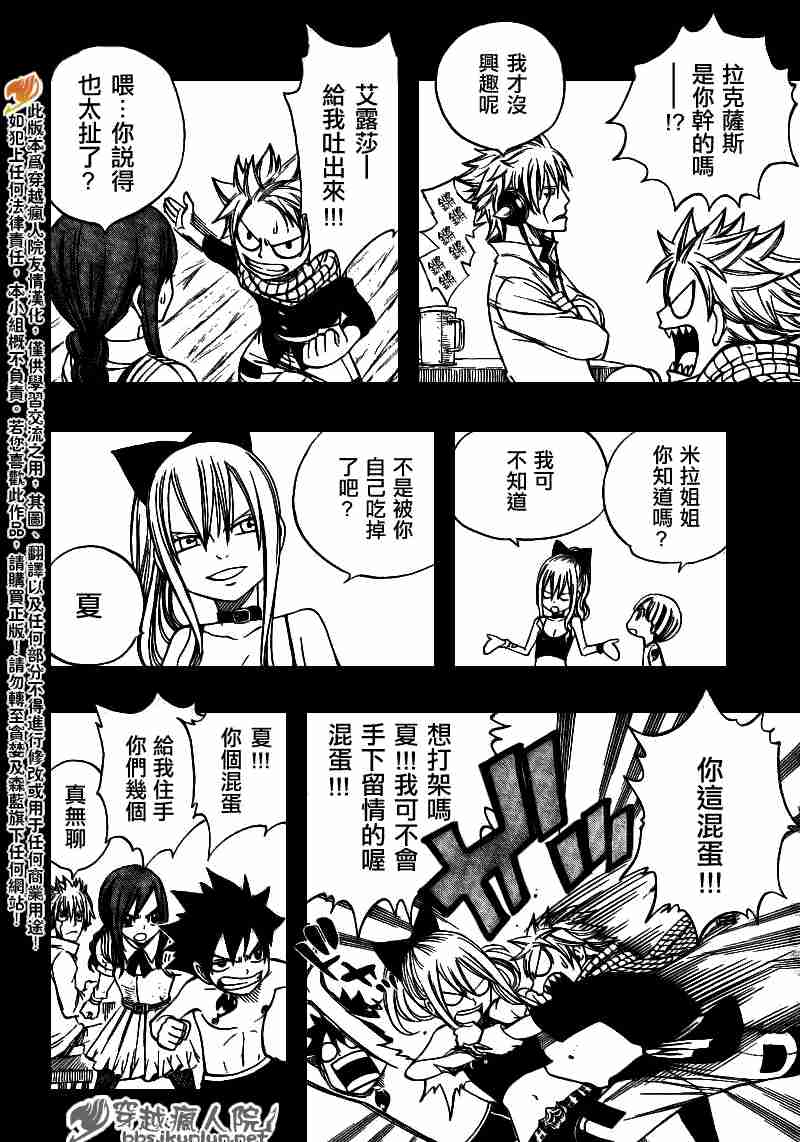 拉克薩斯
是你幹的嗎
——!?
我才沒
興趣呢
鏘鏘
鏘鏘
鏘鏘
艾露莎—
給我吐出來!!!
喂…你說得
也太扯了?
米拉姐姐
你知道嗎?
我可
不知道
不是被你
自己吃掉
了吧?
夏
你這混蛋!!!
想打架嗎
夏!!!我可不會
手下留情的喔
混蛋!!!
夏!!!
你個混蛋
給我住手
你們幾個
真無聊
此版本爲穿越瘋人院友情漢化，僅供學習交流之用，其圖、翻譯以及任何部分不得進行修改或用于任何商業用途！
如犯上任何法律責任，本小組概不負責。若您喜歡此作品，請購買正版！請勿轉至貪婪及森藍旗下任何網站！
穿越瘋人院
bbs.ikunlun.net